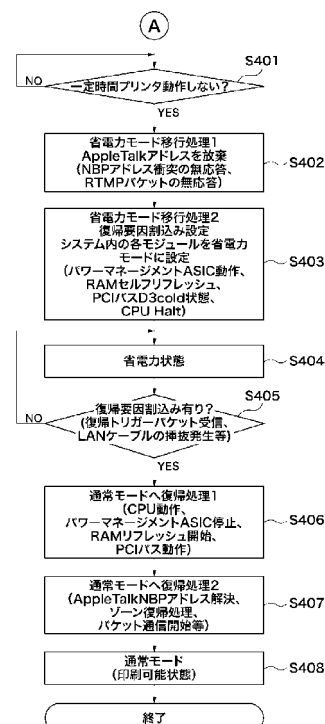 A
S401
一定時間プリンタ動作しない?
NO
YES
省電力モード移行処理1
AppleTalkアドレスを放棄
(NBPアドレス衝突の無応答、
RTMPパケットの無応答)
S402
省電力モード移行処理2
復帰要因割込み設定
システム内の各モジュールを省電力
モードに設定
(パワーマネージメントASIC動作、
RAMセルフリフレッシュ、
PCIバスD3cold状態、
CPU Halt)
S403
省電力状態
S404
S405
復帰要因割込み有り?
(復帰トリガーパケット受信、
LANケーブルの挿抜発生等)
NO
YES
通常モードへ復帰処理1
(CPU動作、
パワーマネージメントASIC停止、
RAMリフレッシュ開始、
PCIバス動作)
S406
通常モードへ復帰処理2
(AppleTalkNBPアドレス解決、
ゾーン復帰処理、
パケット通信開始等)
S407
通常モード
(印刷可能状態)
S408
終了